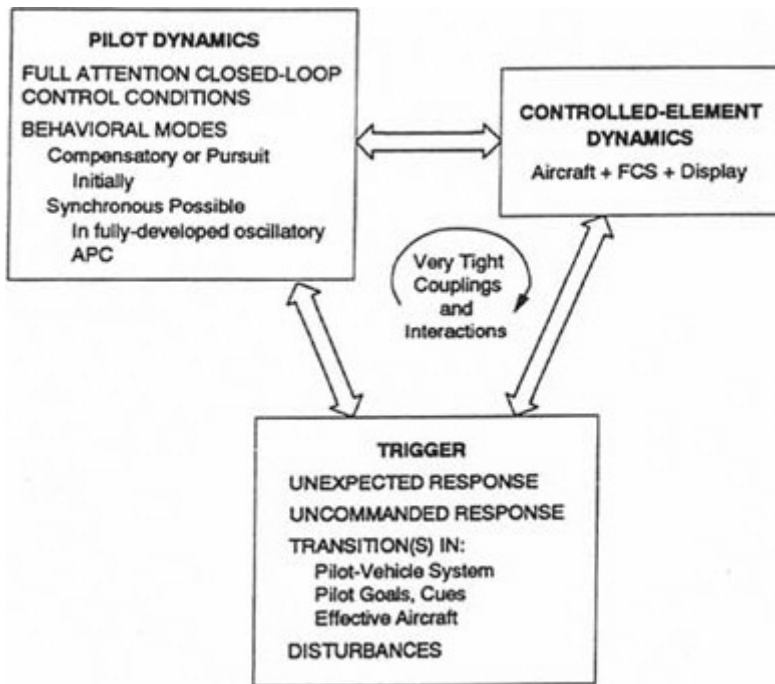 PILOT DYNAMICS
FULL ATTENTION CLOSED-LOOP
CONTROL CONDITIONS
BEHAVIORAL MODES
Compensatory or Pursuit
Initially
Synchronous Possible
In fully-developed oscillatory
APC
CONTROLLED-ELEMENT
DYNAMICS
Aircraft + FCS + Display
Very Tight
Couplings
and
Interactions
TRIGGER
UNEXPECTED RESPONSE
UNCOMMANDED RESPONSE
TRANSITION(S) IN:
Pilot-Vehicle System
Pilot Goals, Cues
Effective Aircraft
DISTURBANCES